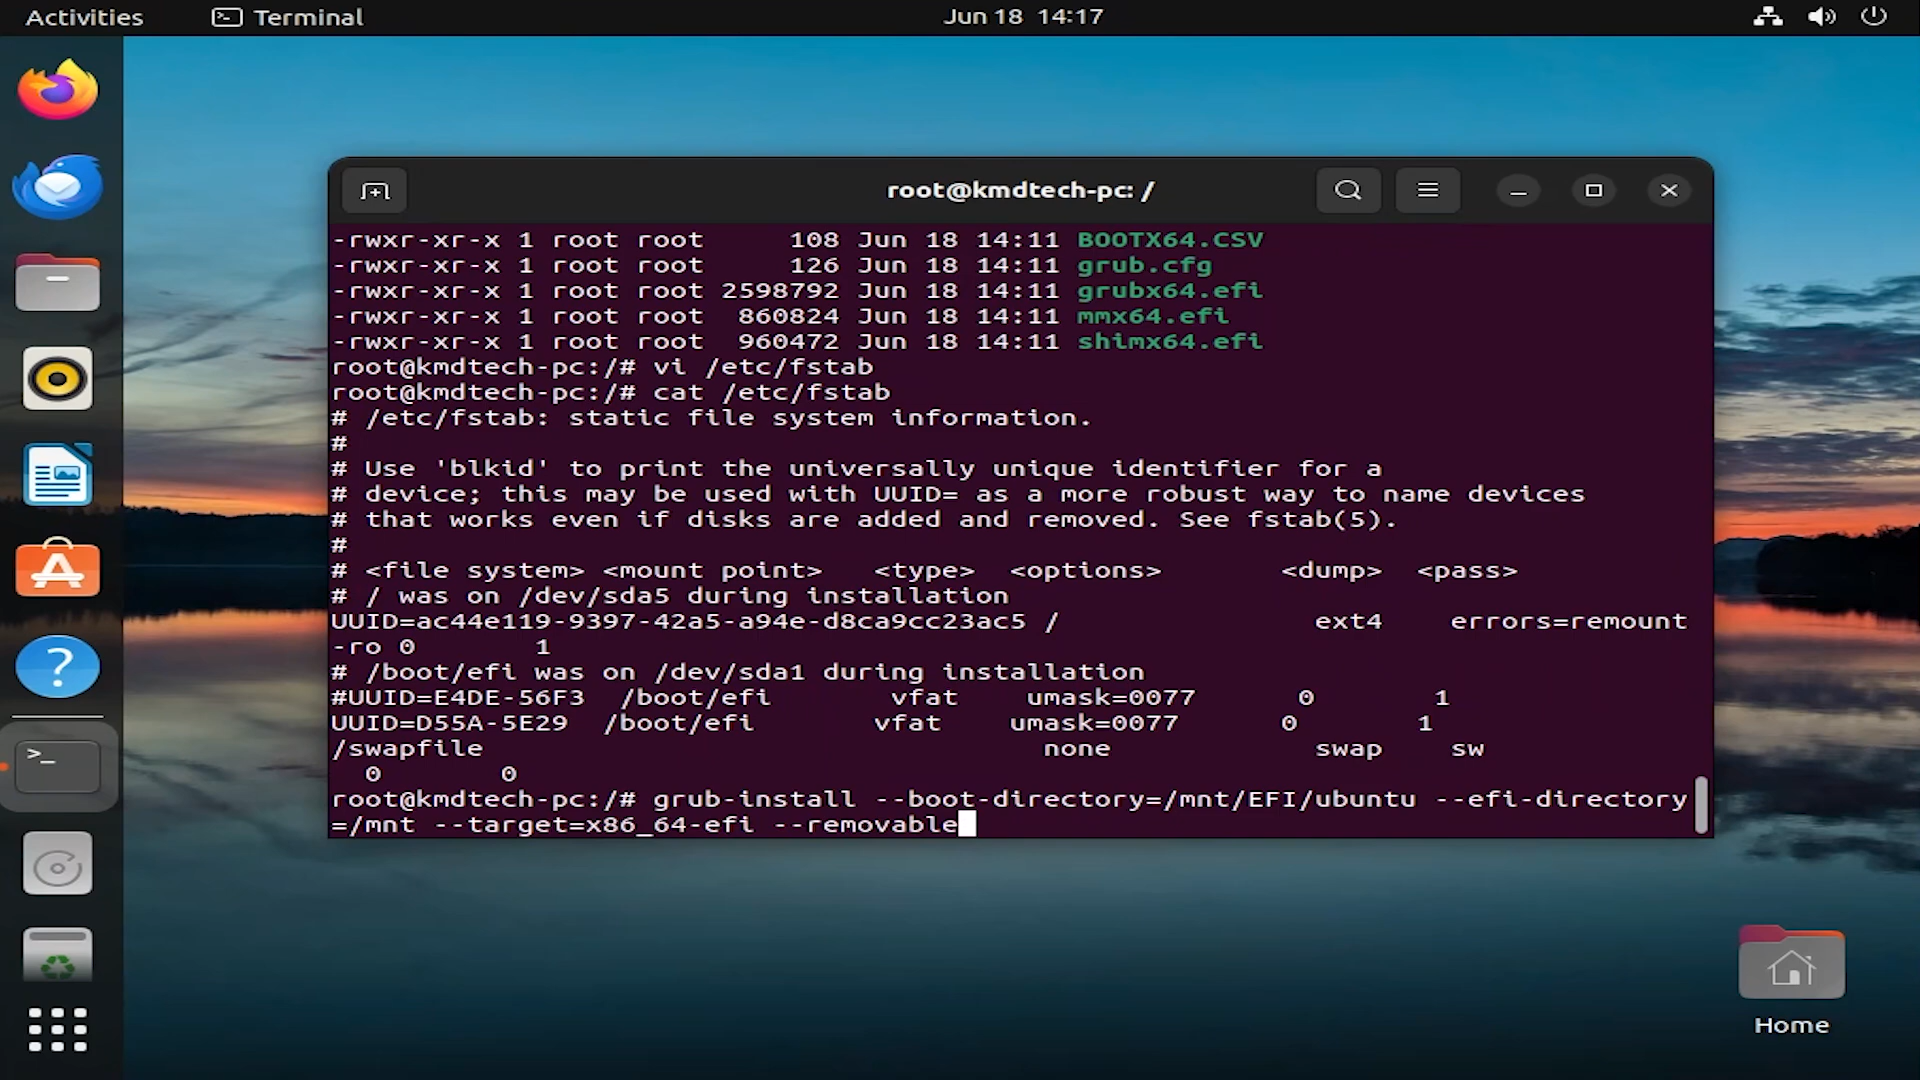 Activities Terminal Jun 18 14:17
root@kmdtech-pc: /
-rwxr-xr-x 1 root root     108 Jun 18 14:11 BOOTX64.CSV
-rwxr-xr-x 1 root root     126 Jun 18 14:11 grub.cfg
-rwxr-xr-x 1 root root 2598792 Jun 18 14:11 grubx64.efi
-rwxr-xr-x 1 root root  860824 Jun 18 14:11 mmx64.efi
-rwxr-xr-x 1 root root  960472 Jun 18 14:11 shimx64.efi
root@kmdtech-pc:/# vi /etc/fstab
root@kmdtech-pc:/# cat /etc/fstab
# /etc/fstab: static file system information.
#
# Use 'blkid' to print the universally unique identifier for a
# device; this may be used with UUID= as a more robust way to name devices
# that works even if disks are added and removed. See fstab(5).
#
# <file system> <mount point>   <type>  <options>       <dump>  <pass>
# / was on /dev/sda5 during installation
UUID=ac44e119-9397-42a5-a94e-d8ca9cc23ac5 /               ext4    errors=remount
-ro 0       1
# /boot/efi was on /dev/sda1 during installation
#UUID=E4DE-56F3  /boot/efi       vfat    umask=0077      0       1
UUID=D55A-5E29  /boot/efi       vfat    umask=0077      0       1
/swapfile                                 none            swap    sw
  0       0
root@kmdtech-pc:/# grub-install --boot-directory=/mnt/EFI/ubuntu --efi-directory
=/mnt --target=x86_64-efi --removable
Home